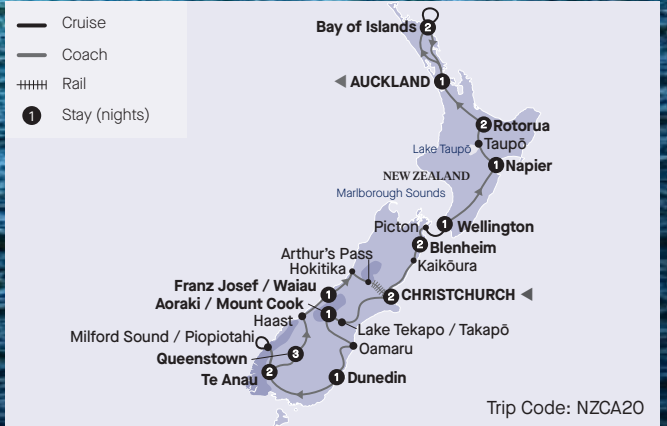 Cruise
Coach
Rail
1 Stay (nights)
Bay of Islands 2
AUCKLAND 1
2 Rotorua
Taupō
Lake Taupō
1 Napier
NEW ZEALAND
Marlborough Sounds
Picton
1 Wellington
2 Blenheim
Kaikōura
Arthur's Pass
Hokitika
Franz Josef / Waiau 1
Aoraki / Mount Cook 1
2 CHRISTCHURCH
Haast
Lake Tekapo / Takapō
Milford Sound / Piopiotahi
Oamaru
Queenstown 3
Te Anau 2
1 Dunedin
Trip Code: NZCA20